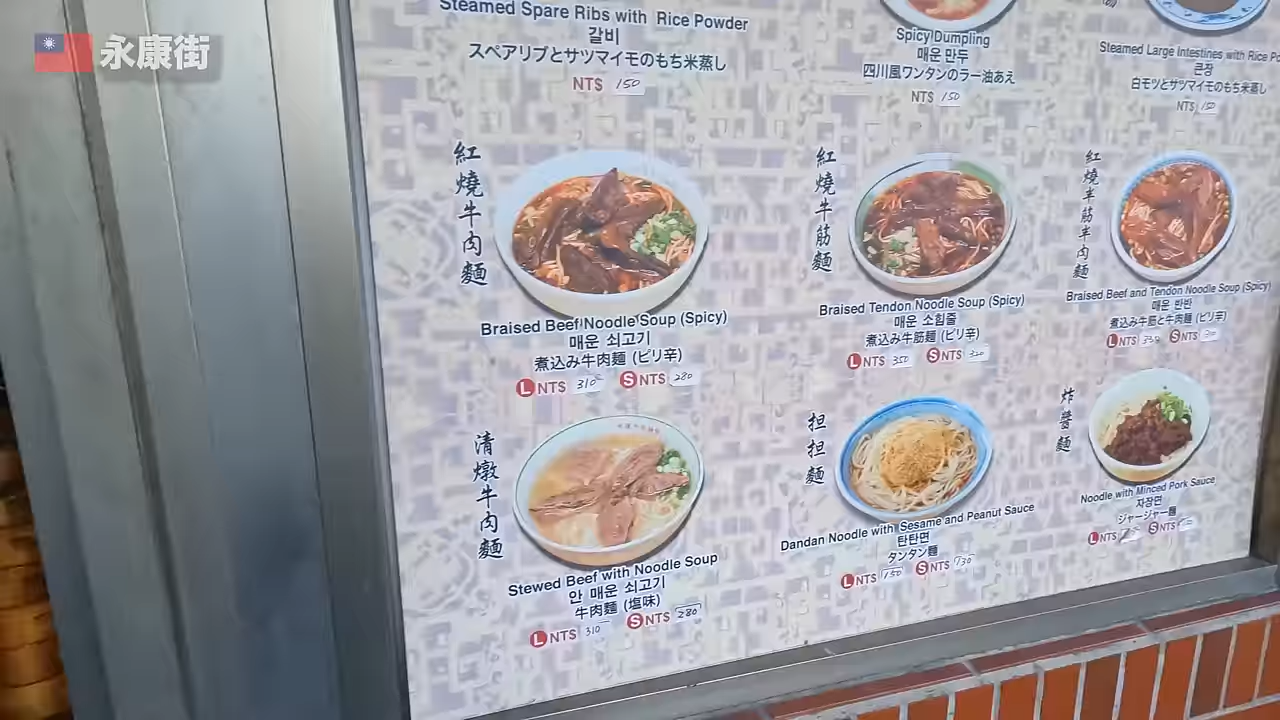 永康街
Steamed Spare Ribs with Rice Powder
갈비
スペアリブとサツマイモのもち米蒸し
NT$ 150
Spicy Dumpling
매운 만두
四川風ワンタンのラー油あえ
NT$ 150
Steamed Large Intestines with Rice Po
큰장
白モツとサツマイモのもち米蒸し
NT$ 150
紅燒牛肉麵
Braised Beef Noodle Soup (Spicy)
매운 쇠고기
煮込み牛肉麵 (ピリ辛)
L NT$ 310 S NT$ 280
紅燒牛筋麵
Braised Tendon Noodle Soup (Spicy)
매운 소힘줄
煮込み牛筋麵 (ピリ辛)
L NT$ 350 S NT$ 320
紅燒半筋半肉麵
Braised Beef and Tendon Noodle Soup (Spicy)
매운 반반
煮込み牛筋と牛肉麵 (ピリ辛)
L NT$ S NT$
清燉牛肉麵
Stewed Beef with Noodle Soup
안 매운 쇠고기
牛肉麵 (塩味)
L NT$ 310 S NT$ 280
担担麵
Dandan Noodle with Sesame and Peanut Sauce
탄탄면
タンタン麵
L NT$ 150 S NT$ 130
炸醬麵
Noodle with Minced Pork Sauce
자장면
ジャージャー麵
L NT$ S NT$